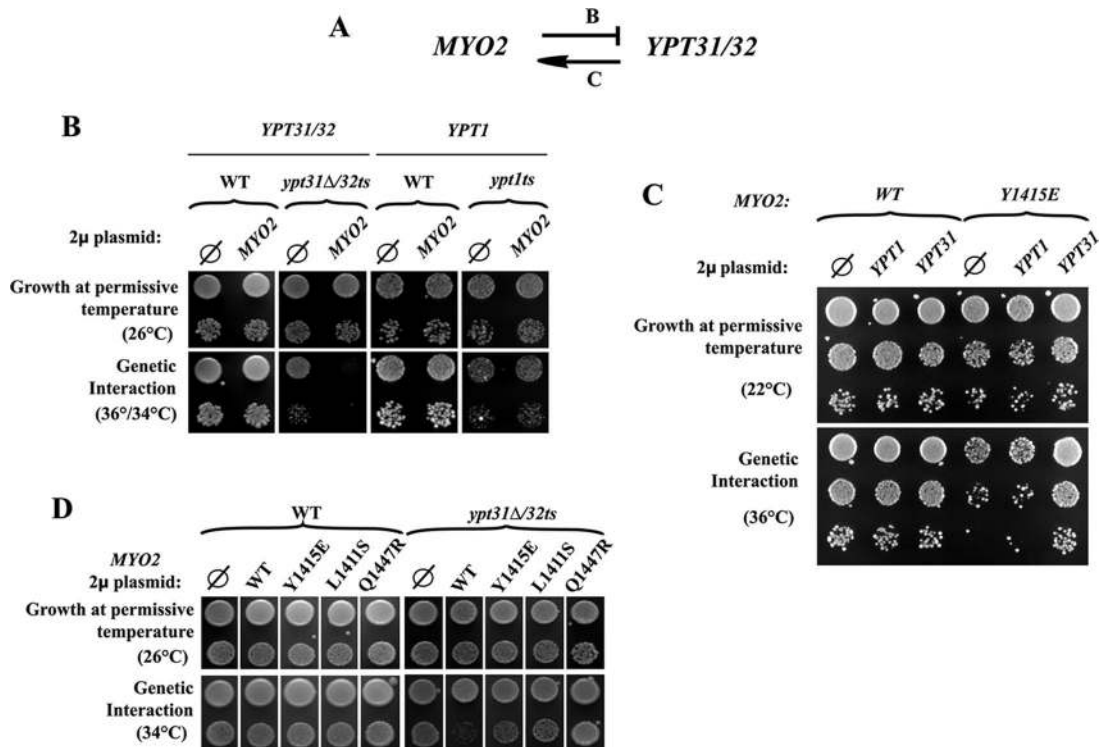 A
MYO2
B
C
YPT31/32
B
YPT31/32 YPT1
WT ypt31Δ/32ts WT ypt1ts
2µ plasmid: ∅ MYO2 ∅ MYO2 ∅ MYO2 ∅ MYO2
Growth at permissive
temperature
(26°C)
Genetic
Interaction
(36°/34°C)
C
MYO2: WT Y1415E
2µ plasmid: ∅ YPT1 YPT31 ∅ YPT1 YPT31
Growth at permissive
temperature
(22°C)
Genetic
Interaction
(36°C)
D
WT ypt31Δ/32ts
MYO2
2µ plasmid: ∅ WT Y1415E L1411S Q1447R ∅ WT Y1415E L1411S Q1447R
Growth at permissive
temperature
(26°C)
Genetic
Interaction
(34°C)